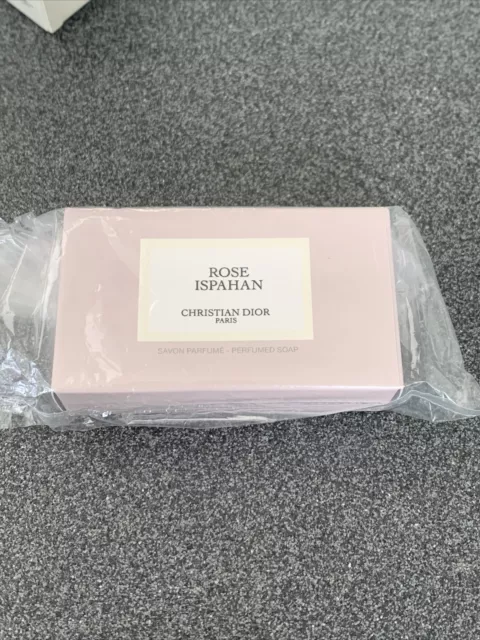 ROSE
ISPAHAN
CHRISTIAN DIOR
PARIS
SAVON PARFUMÉ - PERFUMED SOAP